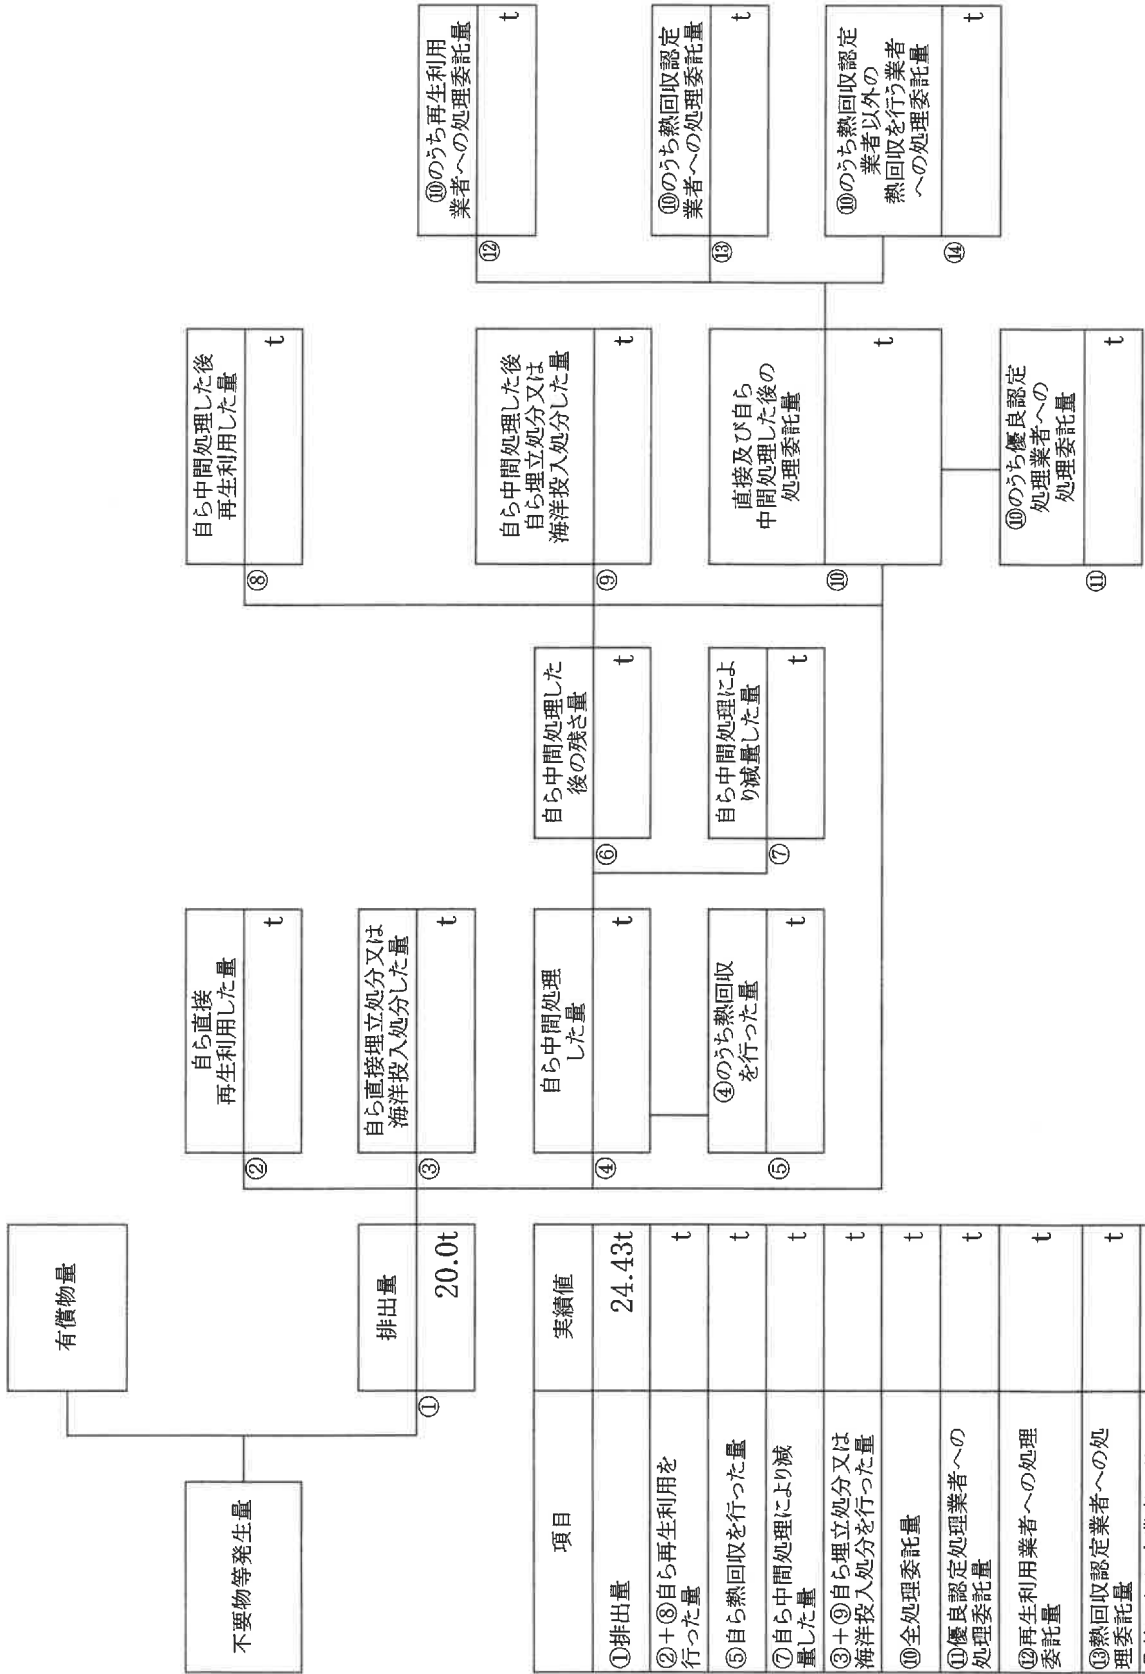 不要物等発生量
有償物量
①
排出量
20.0t
②
自ら直接
再生利用した量
t
③
自ら直接埋立処分又は
海洋投入処分した量
t
④
自ら中間処理
した量
t
⑤
④のうち熱回収
を行った量
t
⑥
自ら中間処理した
後の残さ量
t
⑦
自ら中間処理によ
り減量した量
t
⑧
自ら中間処理した後
再生利用した量
t
⑨
自ら中間処理した後
自ら埋立処分又は
海洋投入処分した量
t
⑩
直接及び自ら
中間処理した後の
処理委託量
t
⑪
⑩のうち優良認定
処理業者への
処理委託量
t
⑫
⑩のうち再生利用
業者への処理委託量
t
⑬
⑩のうち熱回収認定
業者への処理委託量
t
⑭
⑩のうち熱回収認定
業者以外の
熱回収を行う業者
への処理委託量
t
項目 実績値
①排出量 24.43t
②+⑧自ら再生利用を
行った量 t
⑤自ら熱回収を行った量 t
⑦自ら中間処理により減
量した量 t
③+⑨自ら埋立処分又は
海洋投入処分を行った量 t
⑩全処理委託量 t
⑪優良認定処理業者への
処理委託量 t
⑫再生利用業者への処理
委託量 t
⑬熱回収認定業者への処
理委託量 t